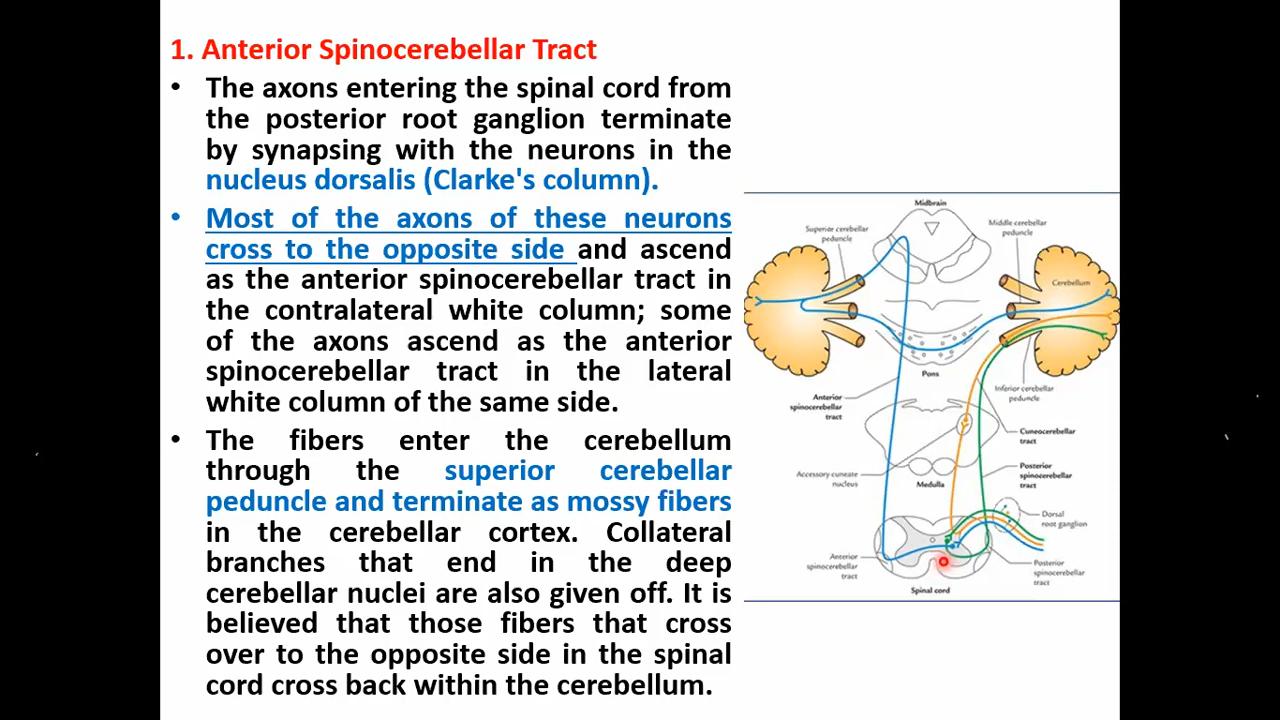 1. Anterior Spinocerebellar Tract
• The axons entering the spinal cord from
the posterior root ganglion terminate
by synapsing with the neurons in the
nucleus dorsalis (Clarke's column).
• Most of the axons of these neurons
cross to the opposite side and ascend
as the anterior spinocerebellar tract in
the contralateral white column; some
of the axons ascend as the anterior
spinocerebellar tract in the lateral
white column of the same side.
• The fibers enter the cerebellum
through the superior cerebellar
peduncle and terminate as mossy fibers
in the cerebellar cortex. Collateral
branches that end in the deep
cerebellar nuclei are also given off. It is
believed that those fibers that cross
over to the opposite side in the spinal
cord cross back within the cerebellum.
Midbrain
Superior cerebellar
peduncle
Middle cerebellar
peduncle
Cerebellum
Pons
Inferior cerebellar
peduncle
Anterior
spinocerebellar
tract
Cuneocerebellar
tract
Accessory cuneate
nucleus
Medulla
Posterior
spinocerebellar
tract
Dorsal
root ganglion
Anterior
spinocerebellar
tract
Posterior
spinocerebellar
tract
Spinal cord